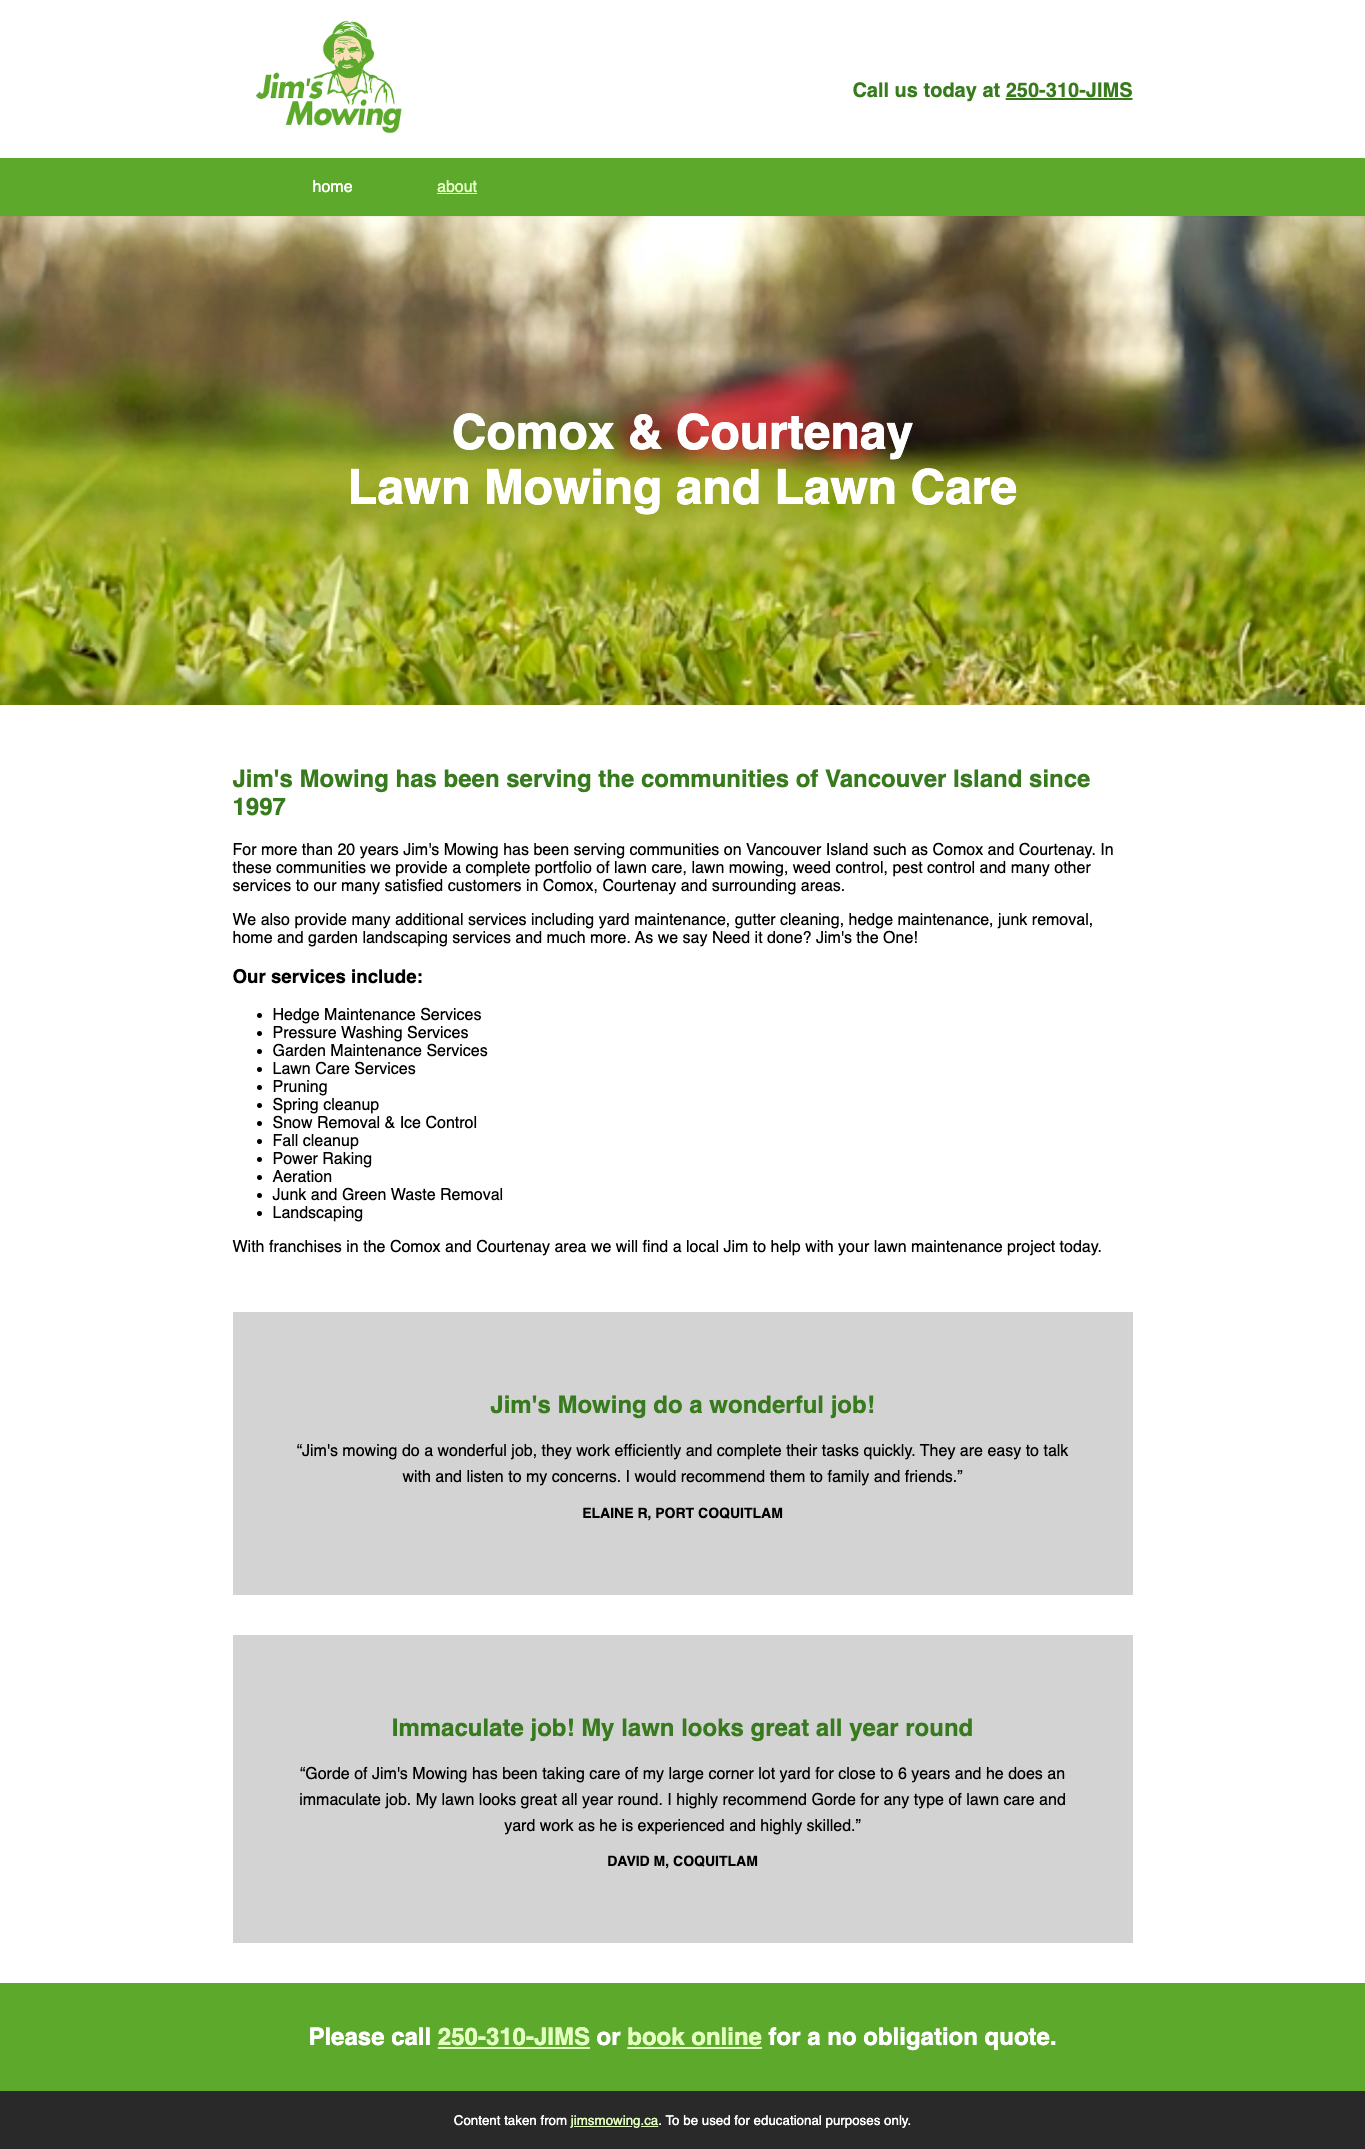 Jim's
Mowing
Call us today at 250-310-JIMS
home about
Comox & Courtenay
Lawn Mowing and Lawn Care
Jim's Mowing has been serving the communities of Vancouver Island since
1997
For more than 20 years Jim's Mowing has been serving communities on Vancouver Island such as Comox and Courtenay. In
these communities we provide a complete portfolio of lawn care, lawn mowing, weed control, pest control and many other
services to our many satisfied customers in Comox, Courtenay and surrounding areas.
We also provide many additional services including yard maintenance, gutter cleaning, hedge maintenance, junk removal,
home and garden landscaping services and much more. As we say Need it done? Jim's the One!
Our services include:
• Hedge Maintenance Services
• Pressure Washing Services
• Garden Maintenance Services
• Lawn Care Services
• Pruning
• Spring cleanup
• Snow Removal & Ice Control
• Fall cleanup
• Power Raking
• Aeration
• Junk and Green Waste Removal
• Landscaping
With franchises in the Comox and Courtenay area we will find a local Jim to help with your lawn maintenance project today.
Jim's Mowing do a wonderful job!
“Jim's mowing do a wonderful job, they work efficiently and complete their tasks quickly. They are easy to talk
with and listen to my concerns. I would recommend them to family and friends.”
ELAINE R, PORT COQUITLAM
Immaculate job! My lawn looks great all year round
“Gorde of Jim's Mowing has been taking care of my large corner lot yard for close to 6 years and he does an
immaculate job. My lawn looks great all year round. I highly recommend Gorde for any type of lawn care and
yard work as he is experienced and highly skilled.”
DAVID M, COQUITLAM
Please call 250-310-JIMS or book online for a no obligation quote.
Content taken from jimsmowing.ca. To be used for educational purposes only.